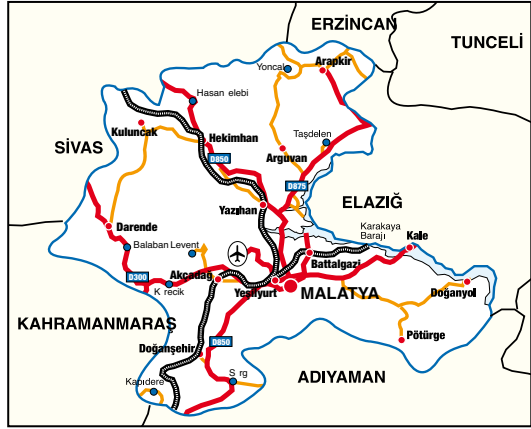 ERZİNCAN
TUNCELİ
Yoncal
Arapkir
Hasan elebi
Kuluncak
Hekimhan
Taşdelen
SİVAS
Arguvan
D850
D875
Yazıhan
ELAZIĞ
Darende
Karakaya
Barajı
Kale
Balaban
Levent
Battalgazi
D300
Akçadağ
K recik
Yeşilyurt
MALATYA
Doğanyol
KAHRAMANMARAŞ
Pötürge
D850
Doğanşehir
S rg
ADIYAMAN
Kapıdere